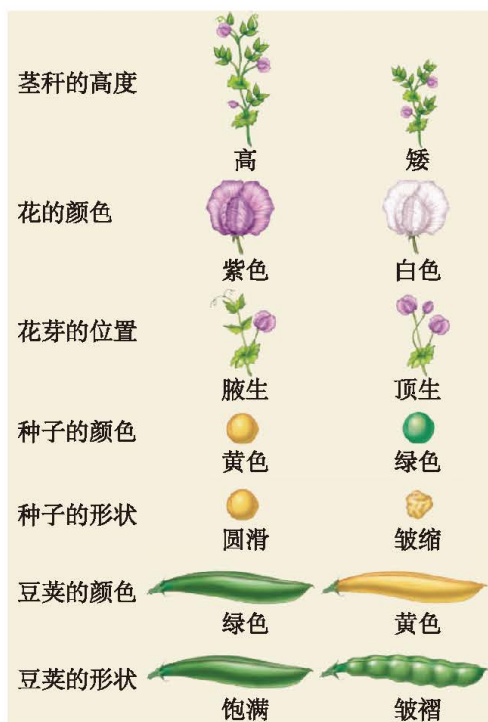 茎秆的高度
高 矮
花的颜色
紫色 白色
花芽的位置
腋生 顶生
种子的颜色
黄色 绿色
种子的形状
圆滑 皱缩
豆荚的颜色
绿色 黄色
豆荚的形状
饱满 皱褶